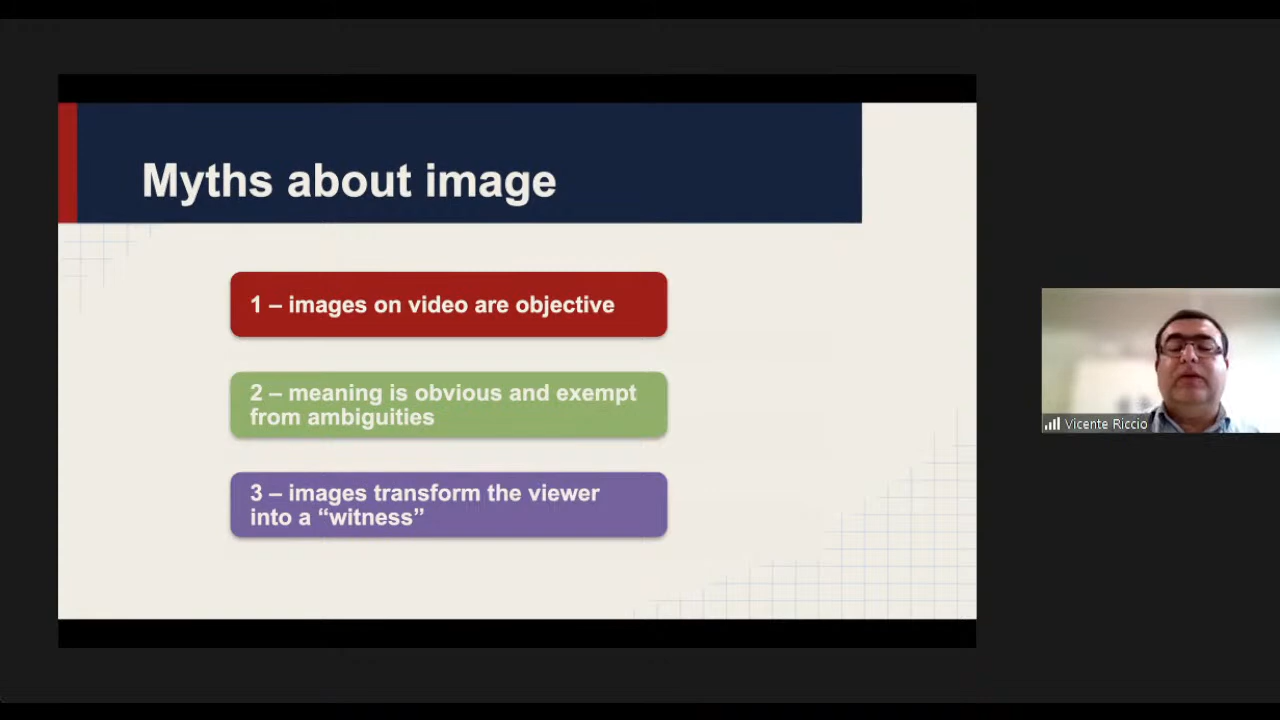 Myths about image
1 – images on video are objective
2 – meaning is obvious and exempt
from ambiguities
3 – images transform the viewer
into a “witness”
Vicente Riccio